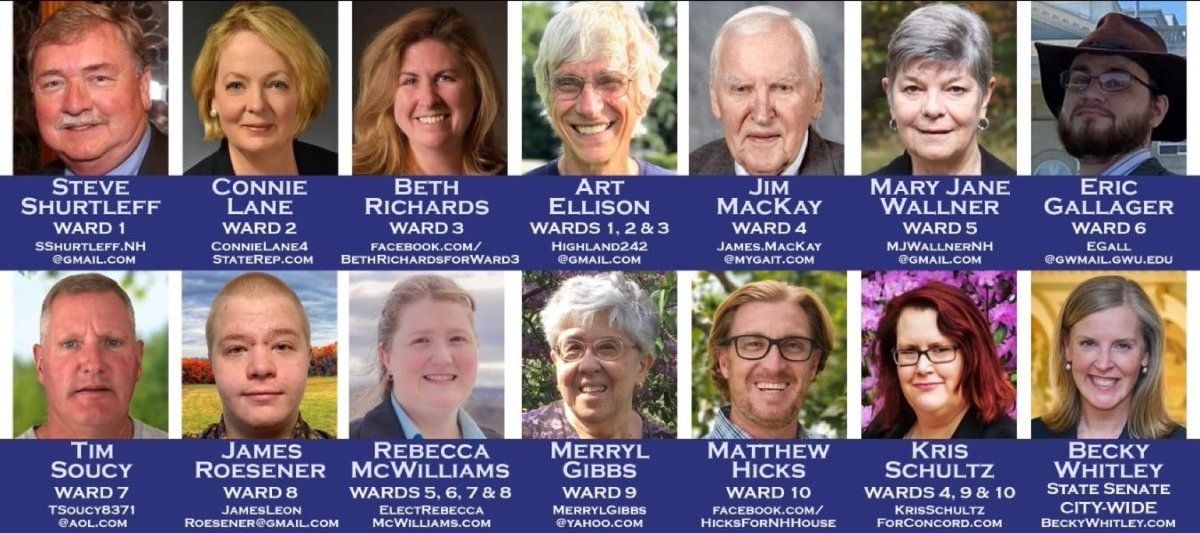 STEVE
SHURTLEFF
WARD 1
SSHURTLEFF.NH
@GMAIL.COM
CONNIE
LANE
WARD 2
CONNIELANE4
STATEREP.COM
BETH
RICHARDS
WARD 3
FACEBOOK.COM/
BETHRICHARDSFORWARD3
ART
ELLISON
WARDS 1, 2 & 3
HIGHLAND242
@GMAIL.COM
JIM
MACKAY
WARD 4
JAMES.MACKAY
@MYGAIT.COM
MARY JANE
WALLNER
WARD 5
MJWALLNERNH
@GMAIL.COM
ERIC
GALLAGER
WARD 6
EGALL
@GWMAIL.GWU.EDU
TIM
SOUCY
WARD 7
TSOUCY8371
@AOL.COM
JAMES
ROESENER
WARD 8
JAMESLEON
ROESENER@GMAIL.COM
REBECCA
MCWILLIAMS
WARDS 5, 6, 7 & 8
ELECTREBECCA
MCWILLIAMS.COM
MERRYL
GIBBS
WARD 9
MERRYLGIBBS
@YAHOO.COM
MATTHEW
HICKS
WARD 10
FACEBOOK.COM/
HICKSFORNHHOUSE
KRIS
SCHULTZ
WARDS 4, 9 & 10
KRISSCHULTZ
FORCONCORD.COM
BECKY
WHITLEY
STATE SENATE
CITY-WIDE
BECKYWHITLEY.COM